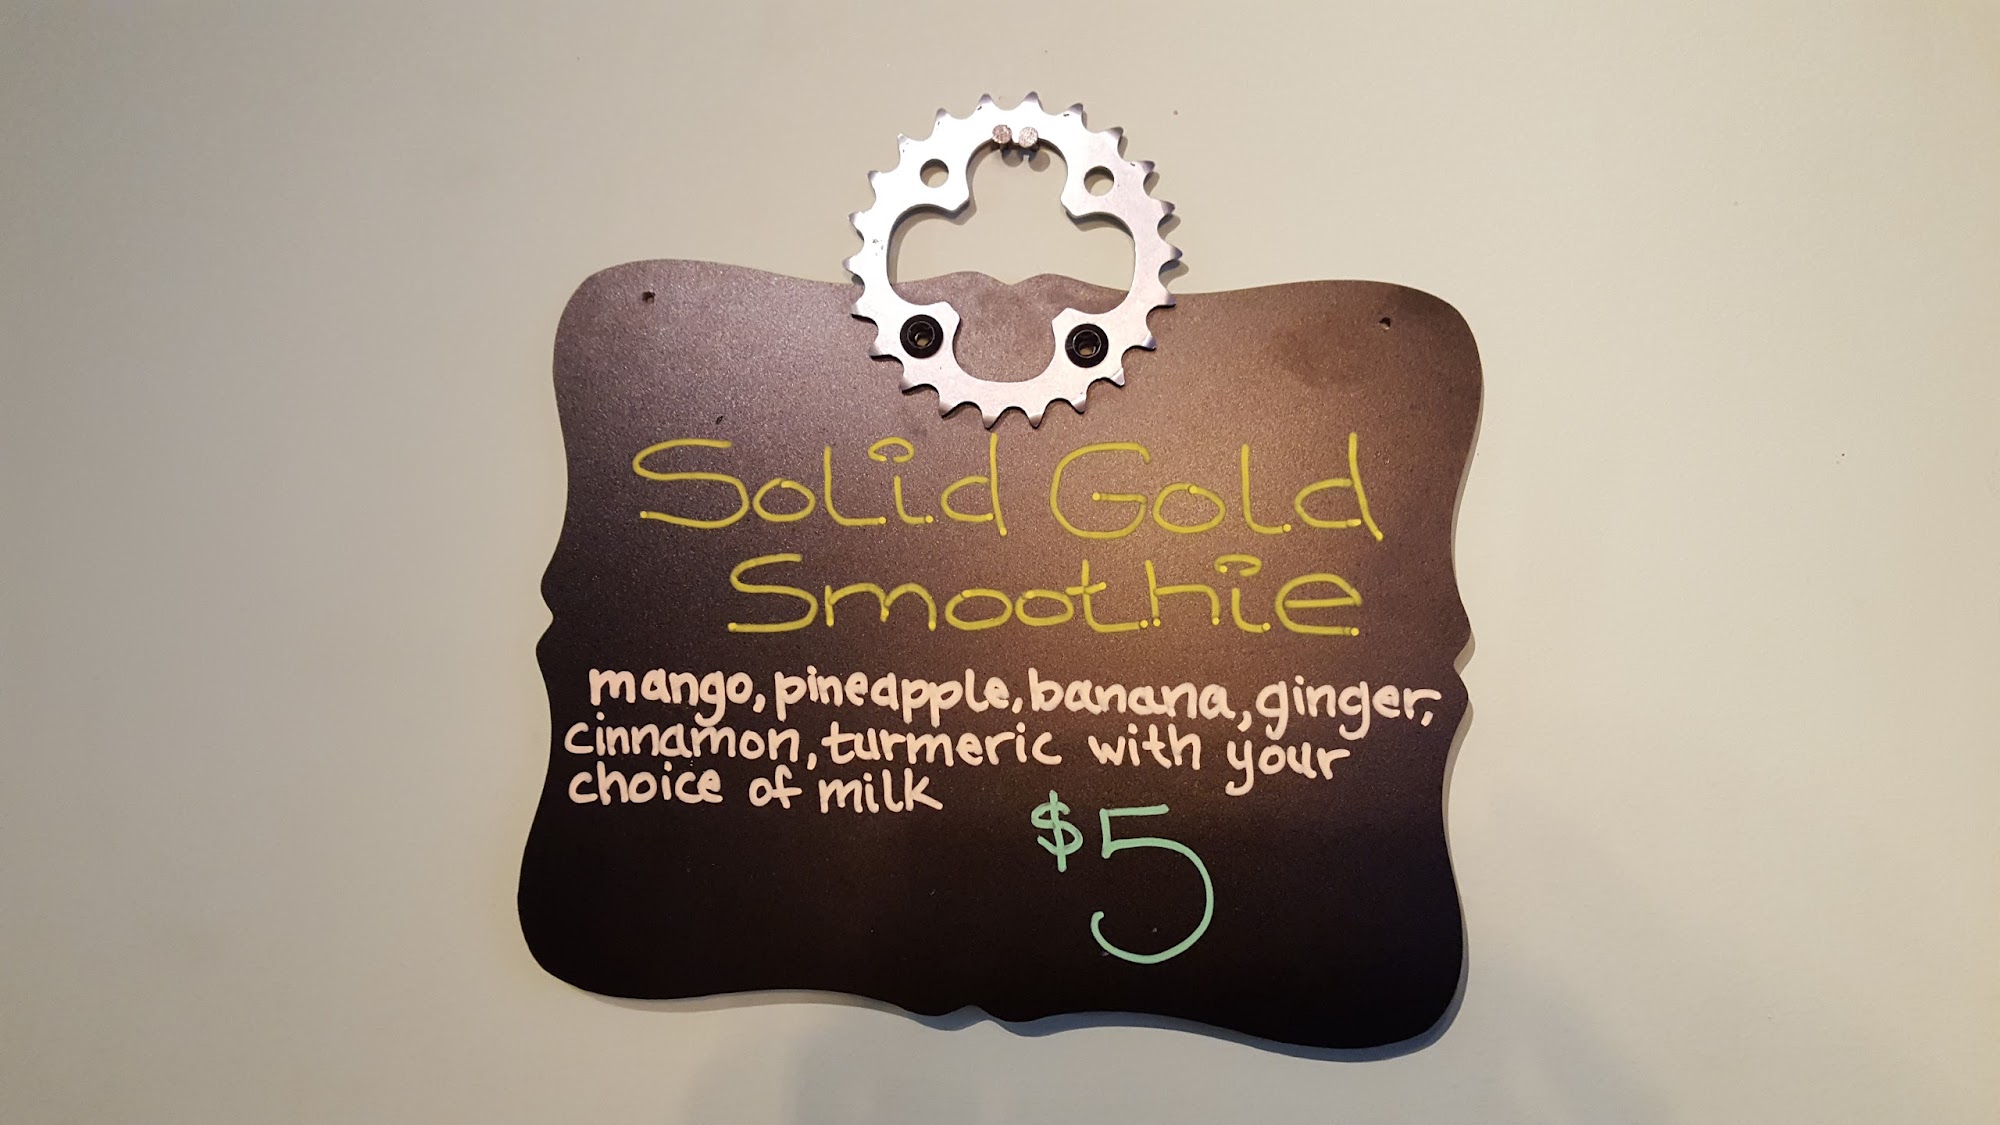 Solid Gold
Smoothie
mango, pineapple, banana, ginger,
cinnamon, turmeric with your
choice of milk
$5